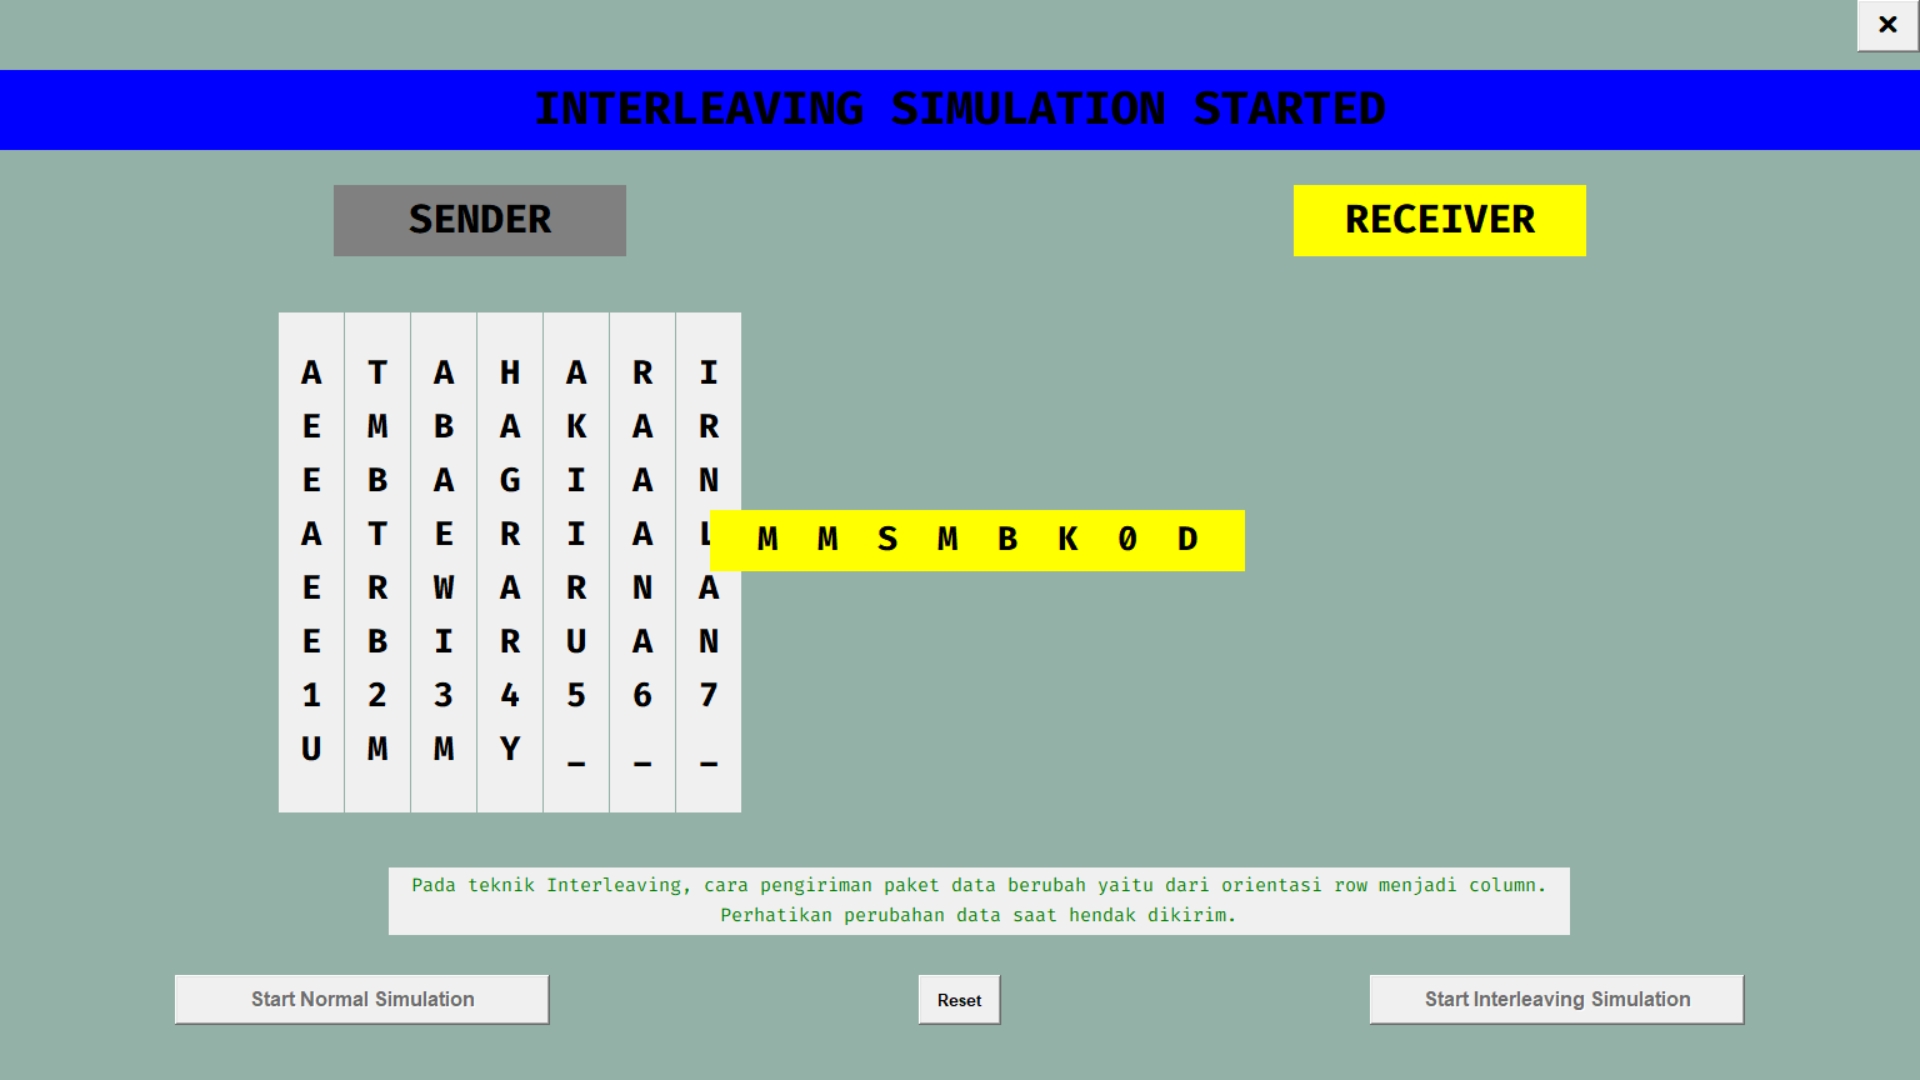 ×
INTERLEAVING SIMULATION STARTED
SENDER
RECEIVER
A T A H A R I
E M B A K A R
E B A G I A N
A T E R I A L
M M S M B K 0 D
E R W A R N A
E B I R U A N
1 2 3 4 5 6 7
U M M Y _ _ _
Pada teknik Interleaving, cara pengiriman paket data berubah yaitu dari orientasi row menjadi column.
Perhatikan perubahan data saat hendak dikirim.
Start Normal Simulation
Reset
Start Interleaving Simulation